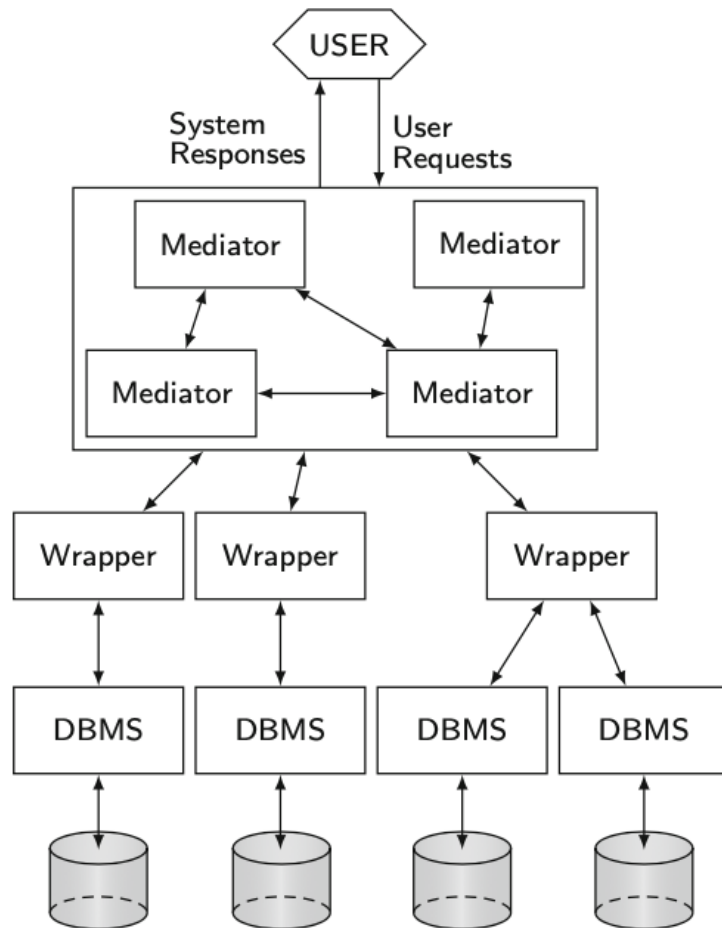 USER
System
Responses
User
Requests
Mediator
Mediator
Mediator
Mediator
Wrapper
Wrapper
Wrapper
DBMS
DBMS
DBMS
DBMS